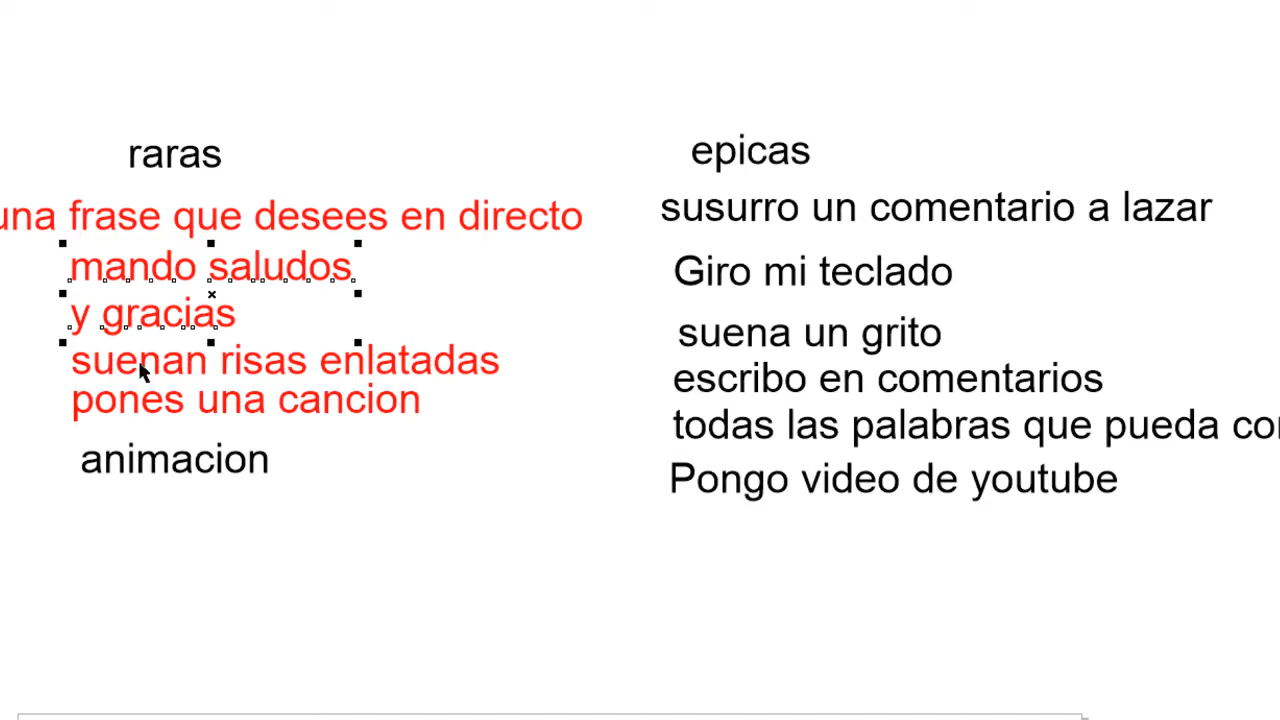 raras
una frase que desees en directo
mando saludos
y gracias
suenan risas enlatadas
pones una cancion
animacion
epicas
susurro un comentario a lazar
Giro mi teclado
suena un grito
escribo en comentarios
todas las palabras que pueda
Pongo video de youtube